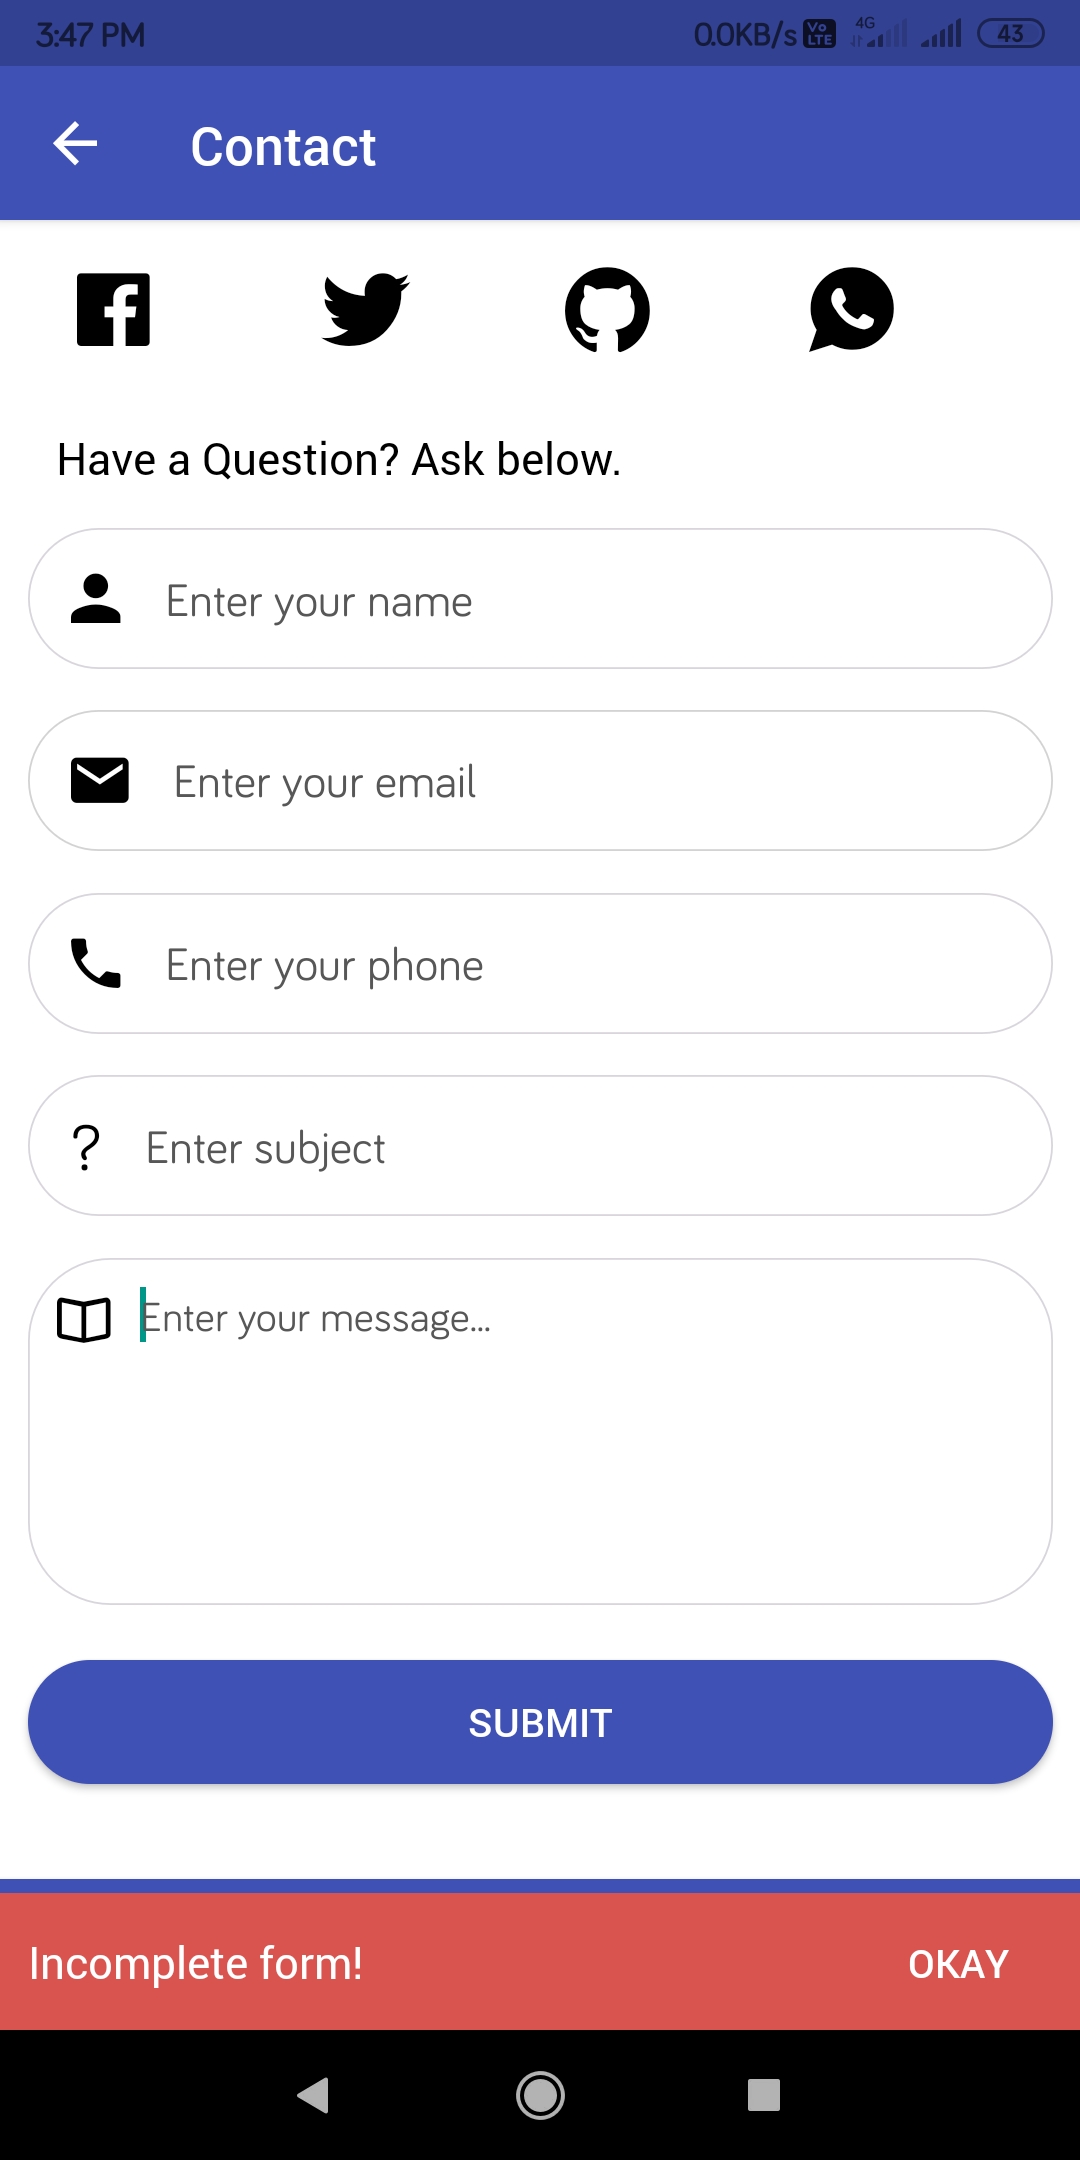 3:47 PM 0.0KB/s Vo LTE 4G 43
Contact
Have a Question? Ask below.
Enter your name
Enter your email
Enter your phone
? Enter subject
Enter your message...
SUBMIT
Incomplete form! OKAY